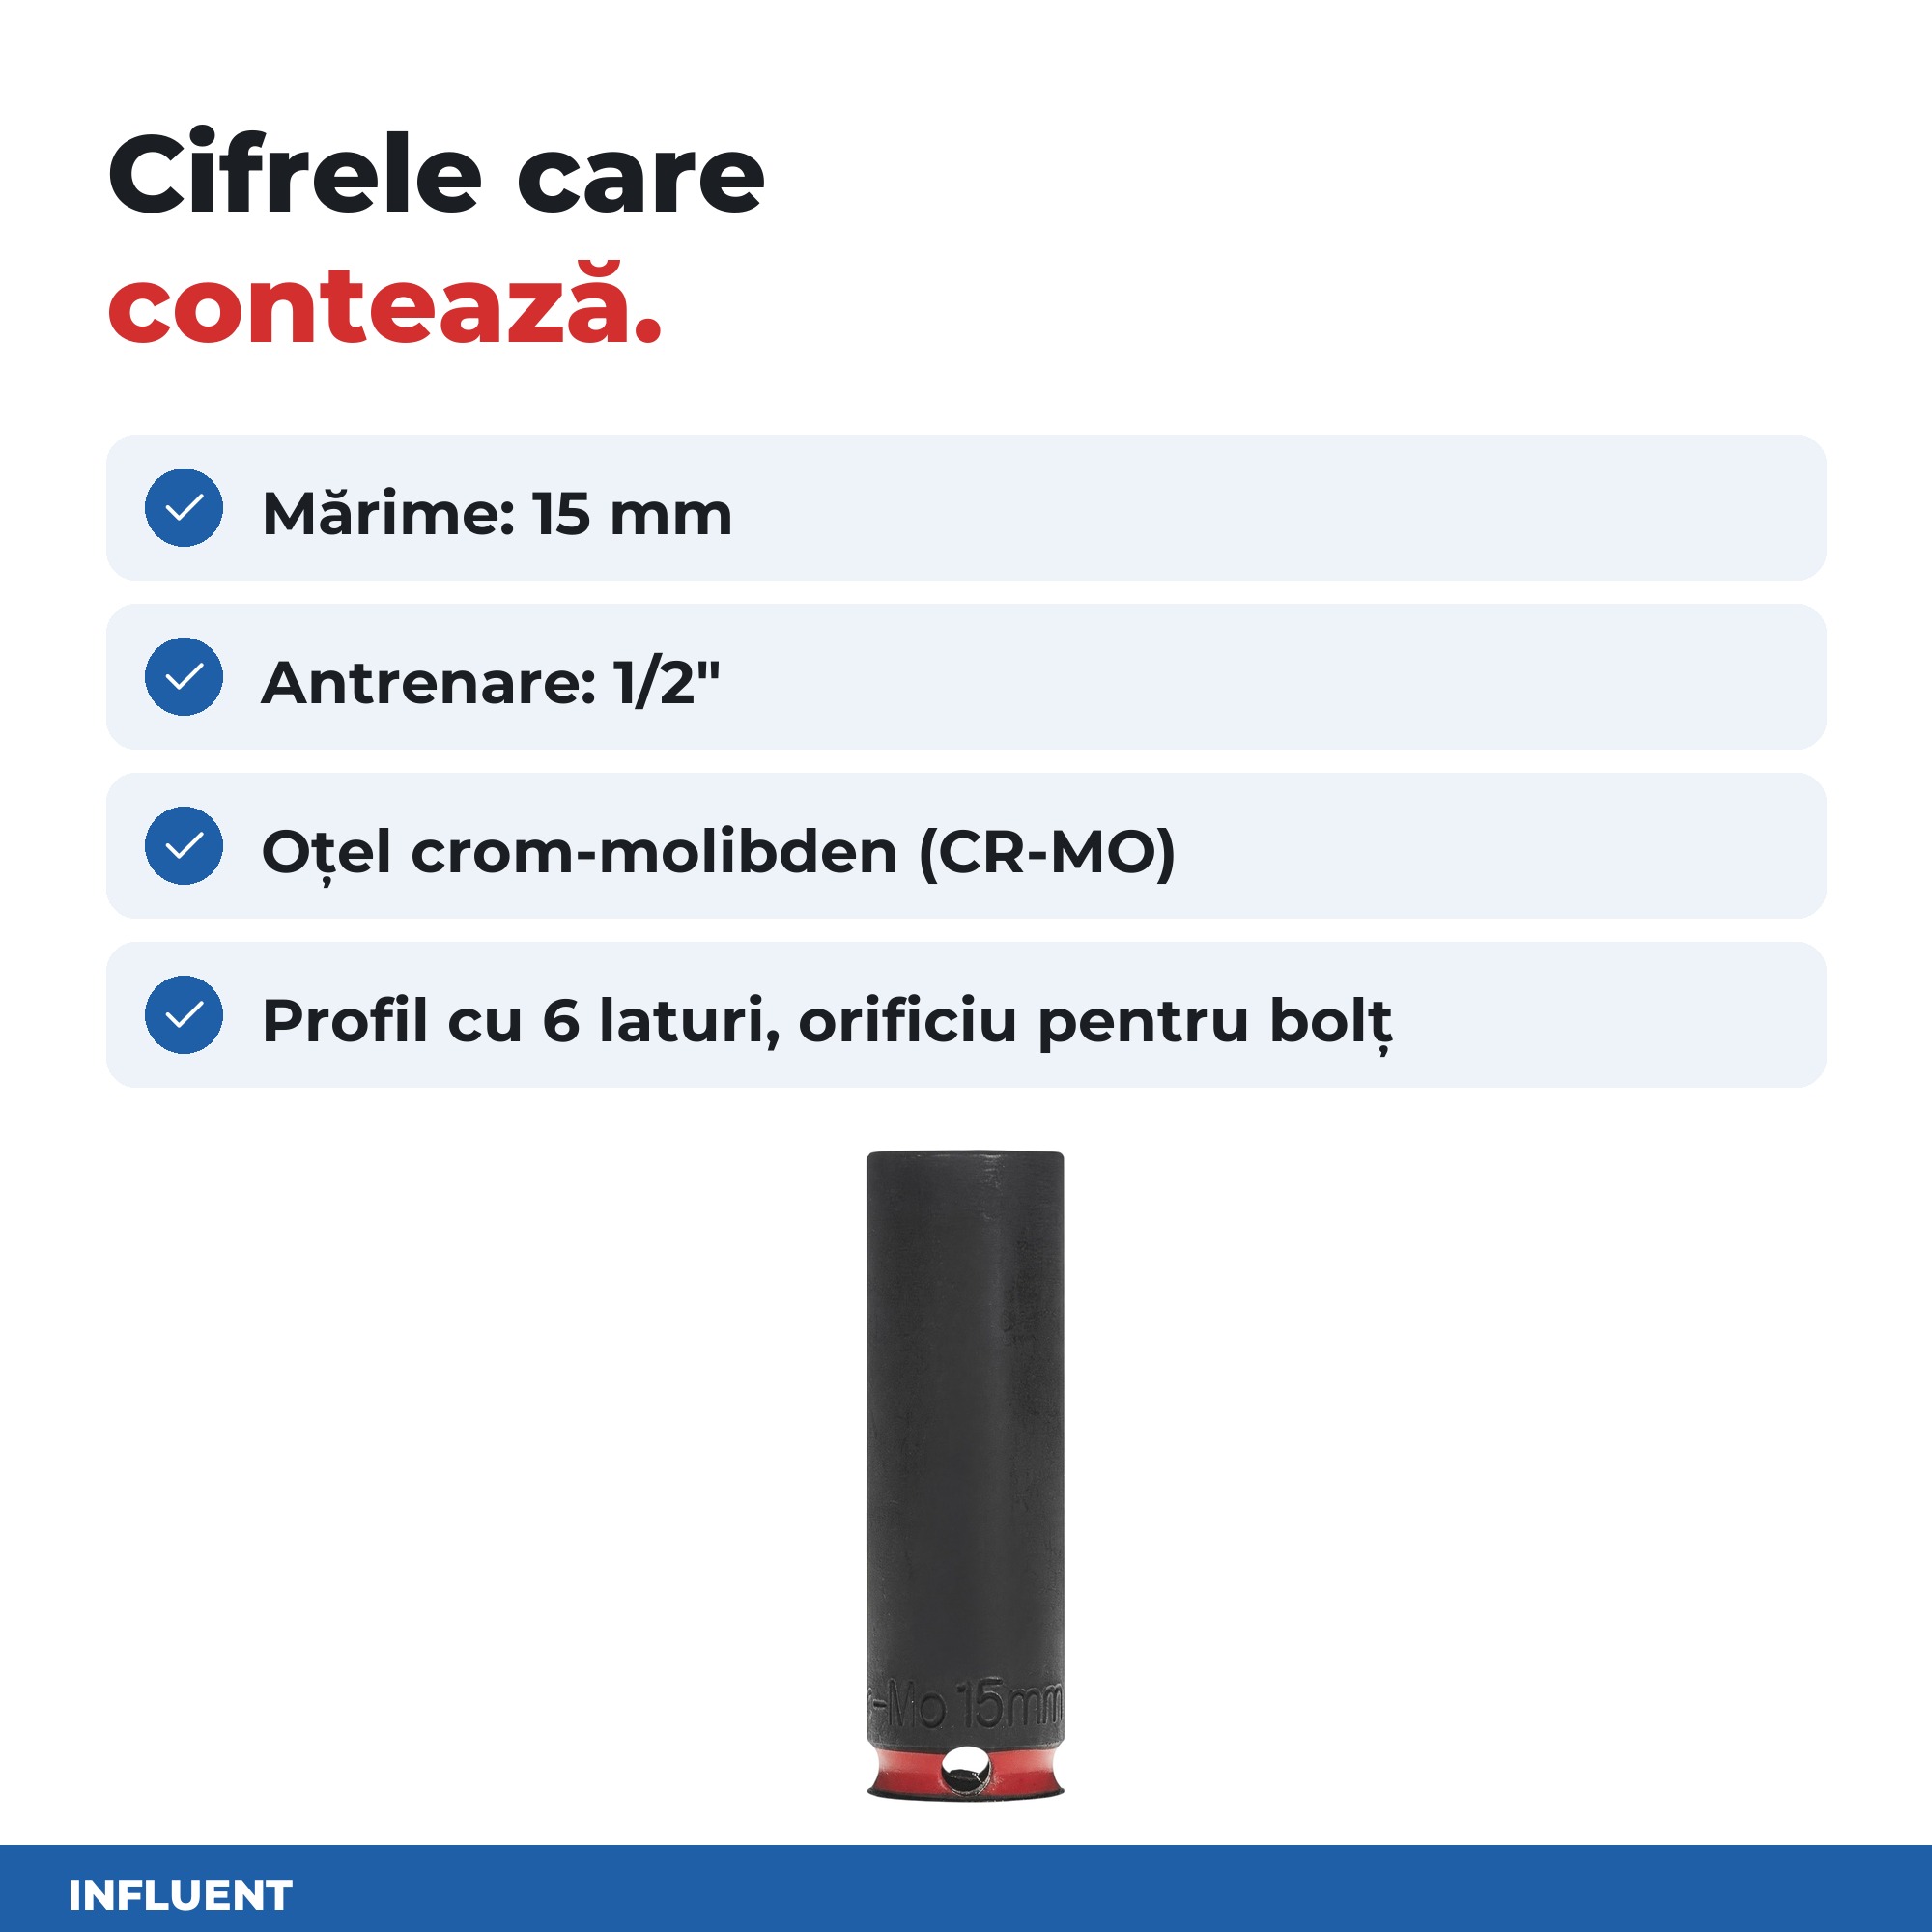 Cifrele care
contează.
Mărime: 15 mm
Antrenare: 1/2"
Oțel crom-molibden (CR-MO)
Profil cu 6 laturi, orificiu pentru bolț
-Mo 15mm
INFLUENT